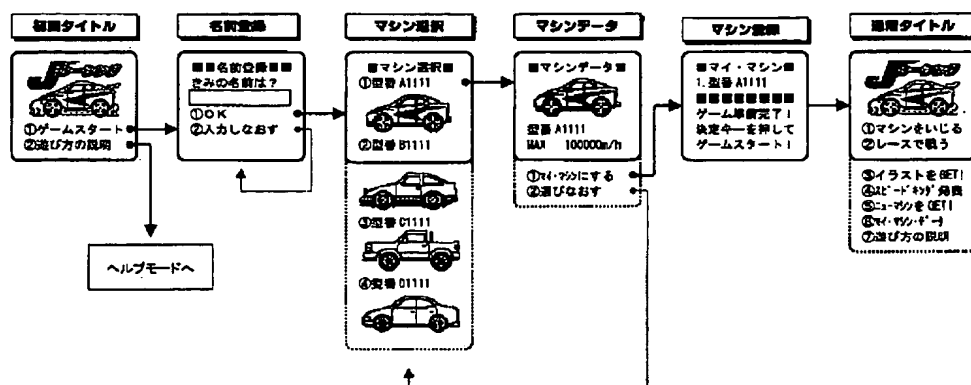 初回タイトル
①ゲームスタート
②遊び方の説明
ヘルプモードへ
名前登録
■■名前登録■■
きみの名前は？
①OK
②入力しなおす
マシン選択
■マシン選択■
①型番 A1111
②型番 B1111
③型番 C1111
④型番 D1111
マシンデータ
■マシンデータ■
型番 A1111
MAX 100000m/h
①マイ・マシンにする
②選びなおす
マシン登録
■マイ・マシン■
1.型番 A1111
■■■■■■■■
ゲーム準備完了！
決定キーを押して
ゲームスタート！
通常タイトル
①マシンをいじる
②レースで戦う
③イラストをGET！
④スピードキング発表
⑤ニューマシンをGET！
⑥マイ・マシン・データ
⑦遊び方の説明